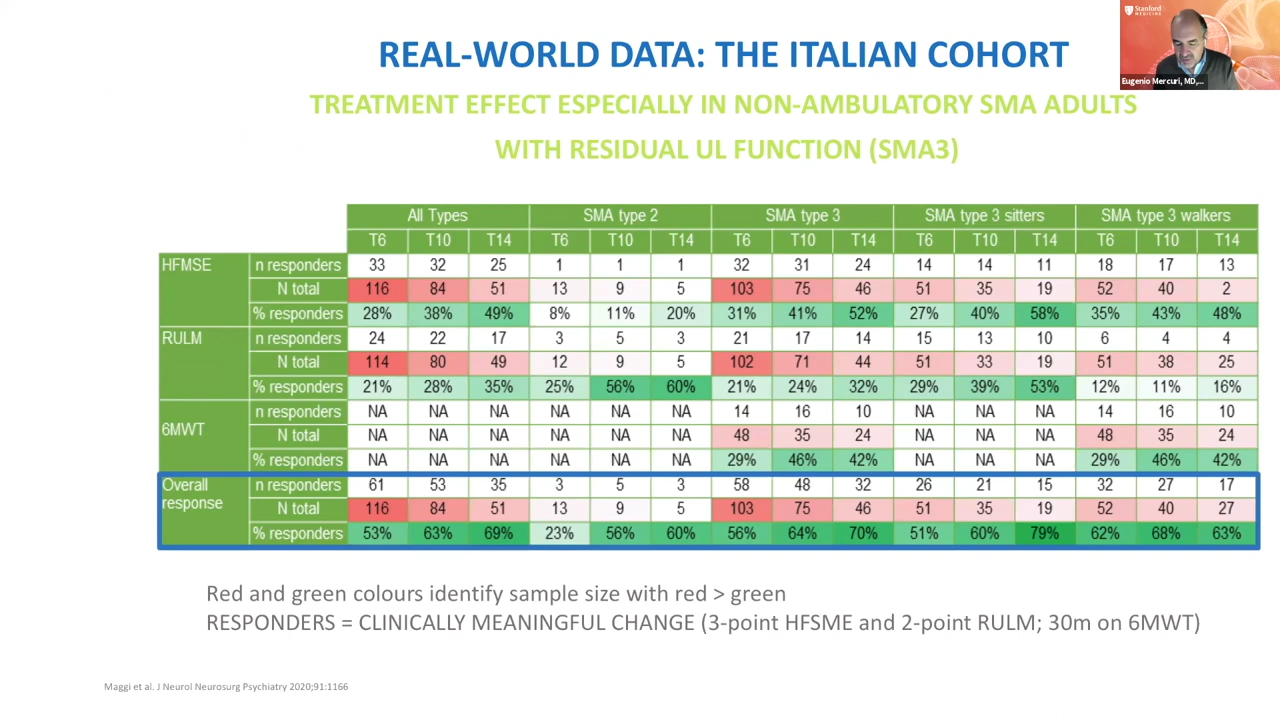 REAL-WORLD DATA: THE ITALIAN COHORT
Stanford
MEDICINE
Eugenio Mercuri, MD,...
TREATMENT EFFECT ESPECIALLY IN NON-AMBULATORY SMA ADULTS
WITH RESIDUAL UL FUNCTION (SMA3)
All Types SMA type 2 SMA type 3 SMA type 3 sitters SMA type 3 walkers
T6 T10 T14 T6 T10 T14 T6 T10 T14 T6 T10 T14 T6 T10 T14
HFMSE n responders 33 32 25 1 1 1 32 31 24 14 14 11 18 17 13
N total 116 84 51 13 9 5 103 75 46 51 35 19 52 40 2
% responders 28% 38% 49% 8% 11% 20% 31% 41% 52% 27% 40% 58% 35% 43% 48%
RULM n responders 24 22 17 3 5 3 21 17 14 15 13 10 6 4 4
N total 114 80 49 12 9 5 102 71 44 51 33 19 51 38 25
% responders 21% 28% 35% 25% 56% 60% 21% 24% 32% 29% 39% 53% 12% 11% 16%
6MWT n responders NA NA NA NA NA NA 14 16 10 NA NA NA 14 16 10
N total NA NA NA NA NA NA 48 35 24 NA NA NA 48 35 24
% responders NA NA NA NA NA NA 29% 46% 42% NA NA NA 29% 46% 42%
Overall response n responders 61 53 35 3 5 3 58 48 32 26 21 15 32 27 17
N total 116 84 51 13 9 5 103 75 46 51 35 19 52 40 27
% responders 53% 63% 69% 23% 56% 60% 56% 64% 70% 51% 60% 79% 62% 68% 63%
Red and green colours identify sample size with red > green
RESPONDERS = CLINICALLY MEANINGFUL CHANGE (3-point HFSME and 2-point RULM; 30m on 6MWT)
Maggi et al. J Neurol Neurosurg Psychiatry 2020;91:1166